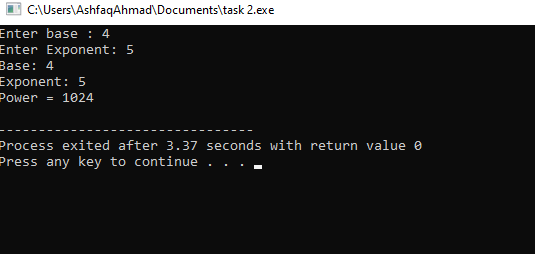 C:\Users\AshfaqAhmad\Documents\task 2.exe
Enter base : 4
Enter Exponent: 5
Base: 4
Exponent: 5
Power = 1024
--------------------------------
Process exited after 3.37 seconds with return value 0
Press any key to continue . . .